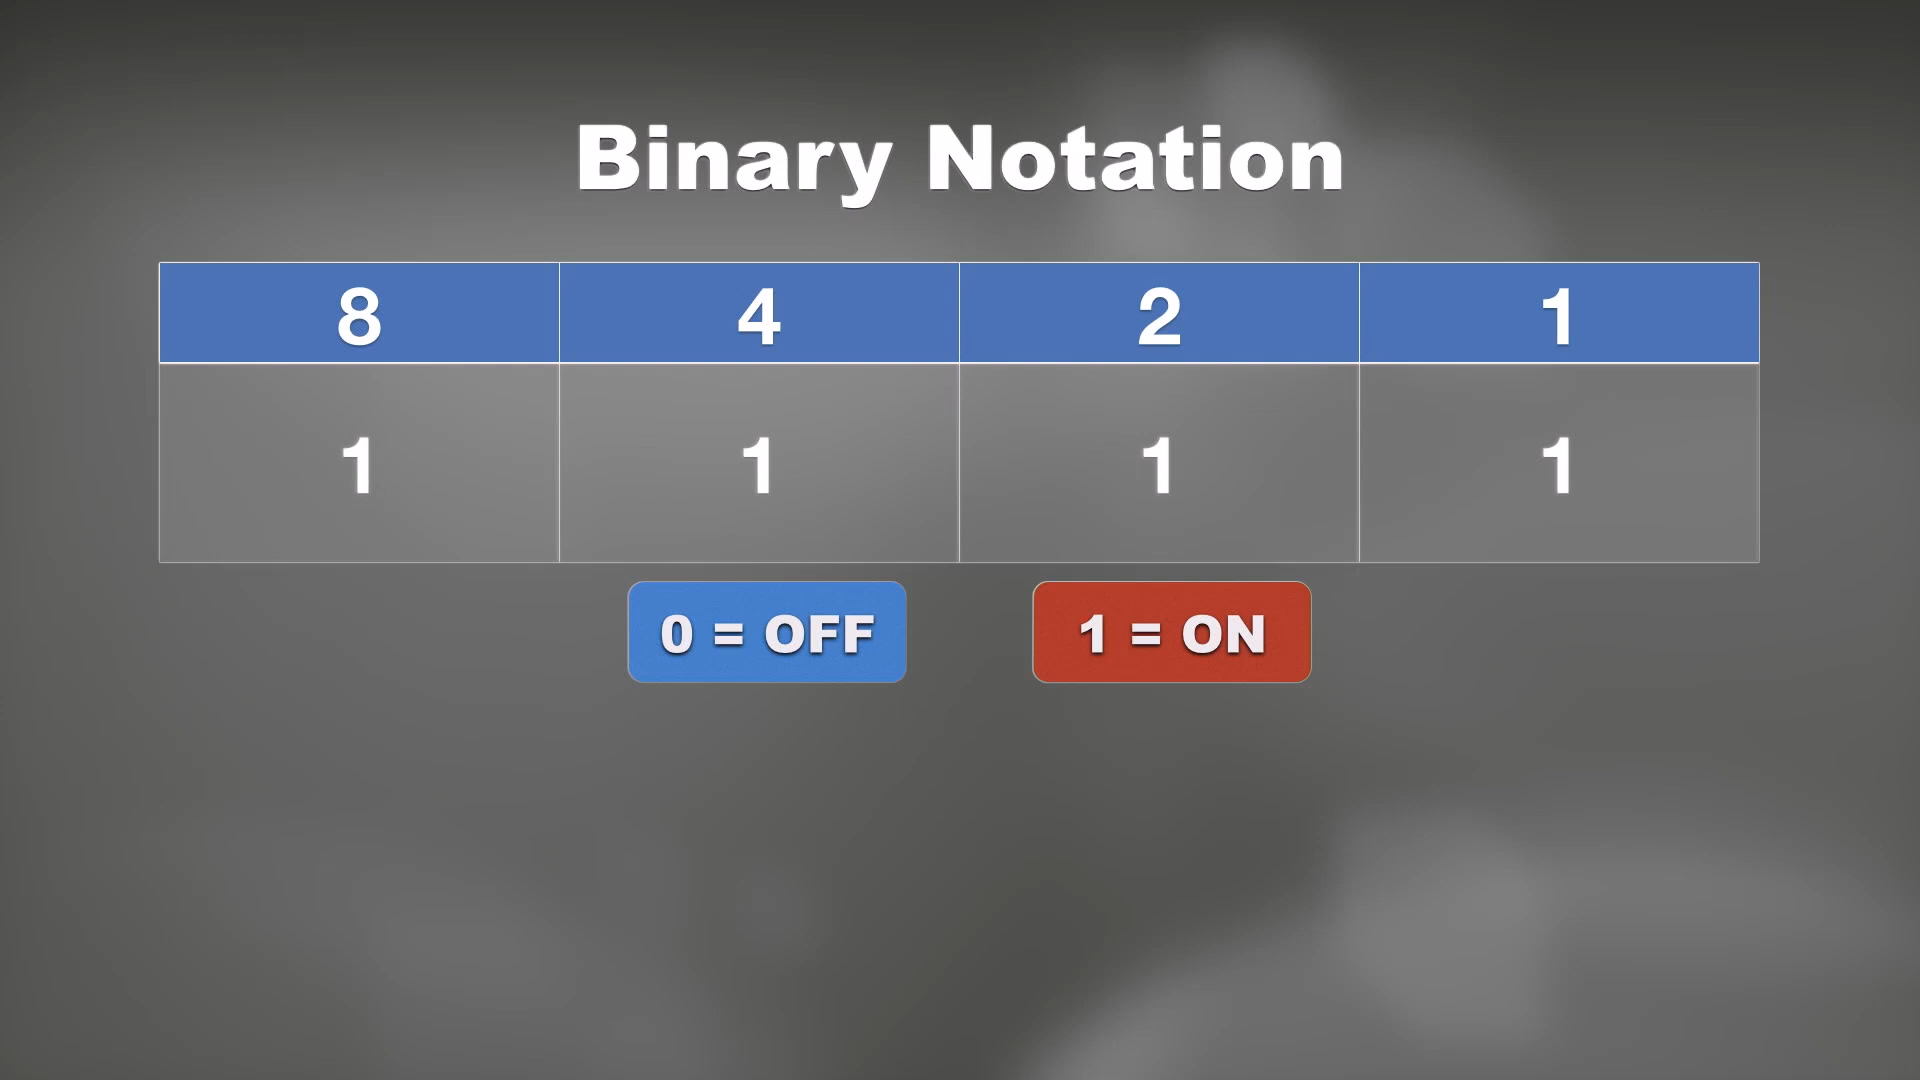 Binary Notation
8 4 2 1
1 1 1 1
0 = OFF 1 = ON